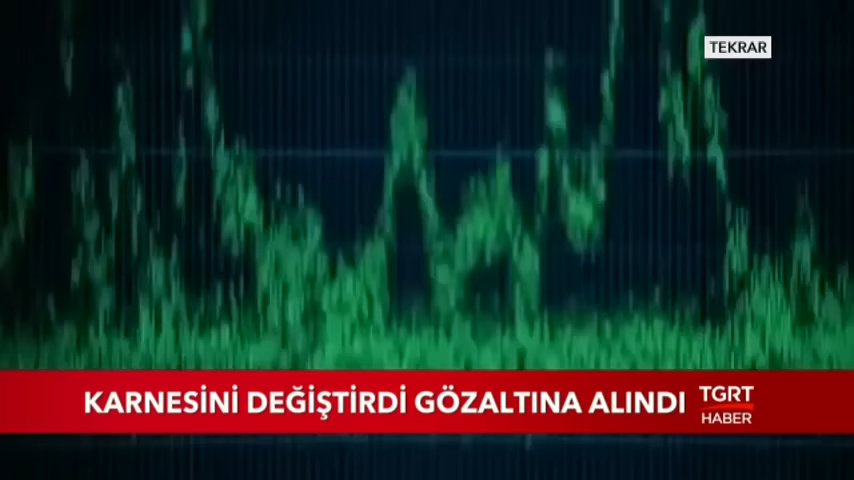 TEKRAR
KARNESİNİ DEĞİŞTİRDİ GÖZALTINA ALINDI
TGRT
HABER